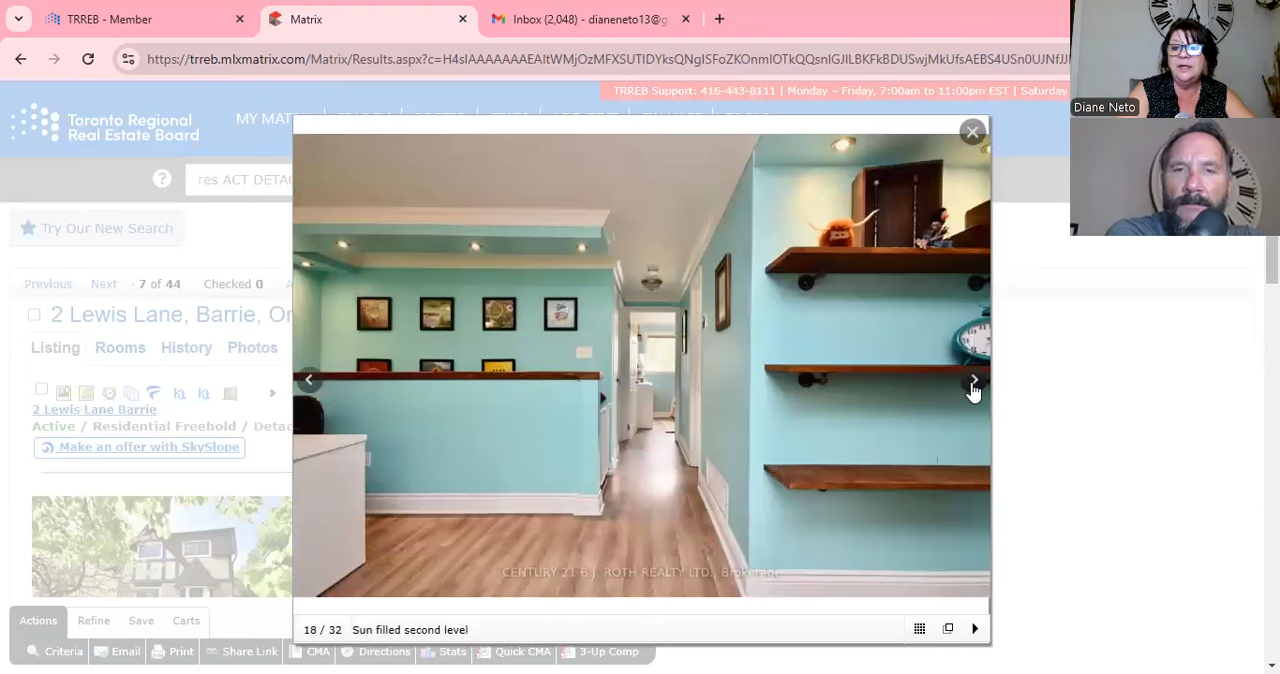 TRREB - Member
Matrix
Inbox (2,048) - dianeneto13@g
https://trreb.mlxmatrix.com/Matrix/Results.aspx?c=
TRREB Support: 416-443-8111 | Monday – Friday, 7:00am to 11:00pm EST | Saturday
Diane Neto
Toronto Regional
Real Estate Board
MY MAT
res ACT DETAC
Try Our New Search
Previous Next · 7 of 44 Checked 0
2 Lewis Lane, Barrie, On
Listing Rooms History Photos
2 Lewis Lane Barrie
Active / Residential Freehold / Detac
Make an offer with SkySlope
CENTURY 21 B.J. ROTH REALTY LTD., Brokerage
18 / 32 Sun filled second level
Actions Refine Save Carts
Criteria Email Print Share Link CMA Directions Stats Quick CMA 3-Up Comp